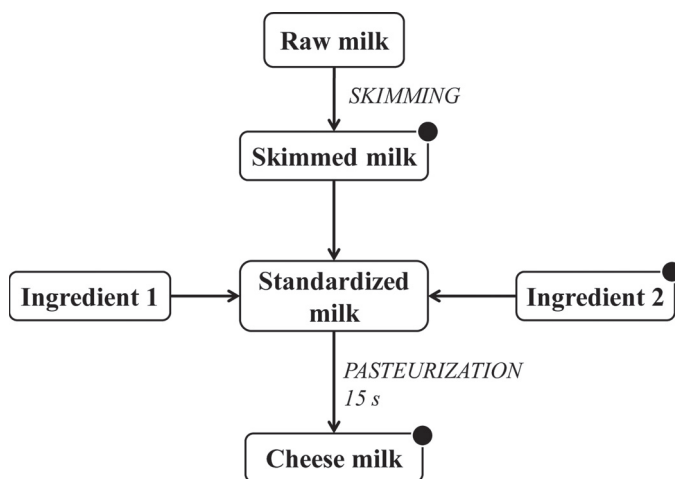 Raw milk
SKIMMING
Skimmed milk
Ingredient 1
Standardized
milk
Ingredient 2
PASTEURIZATION
15 s
Cheese milk